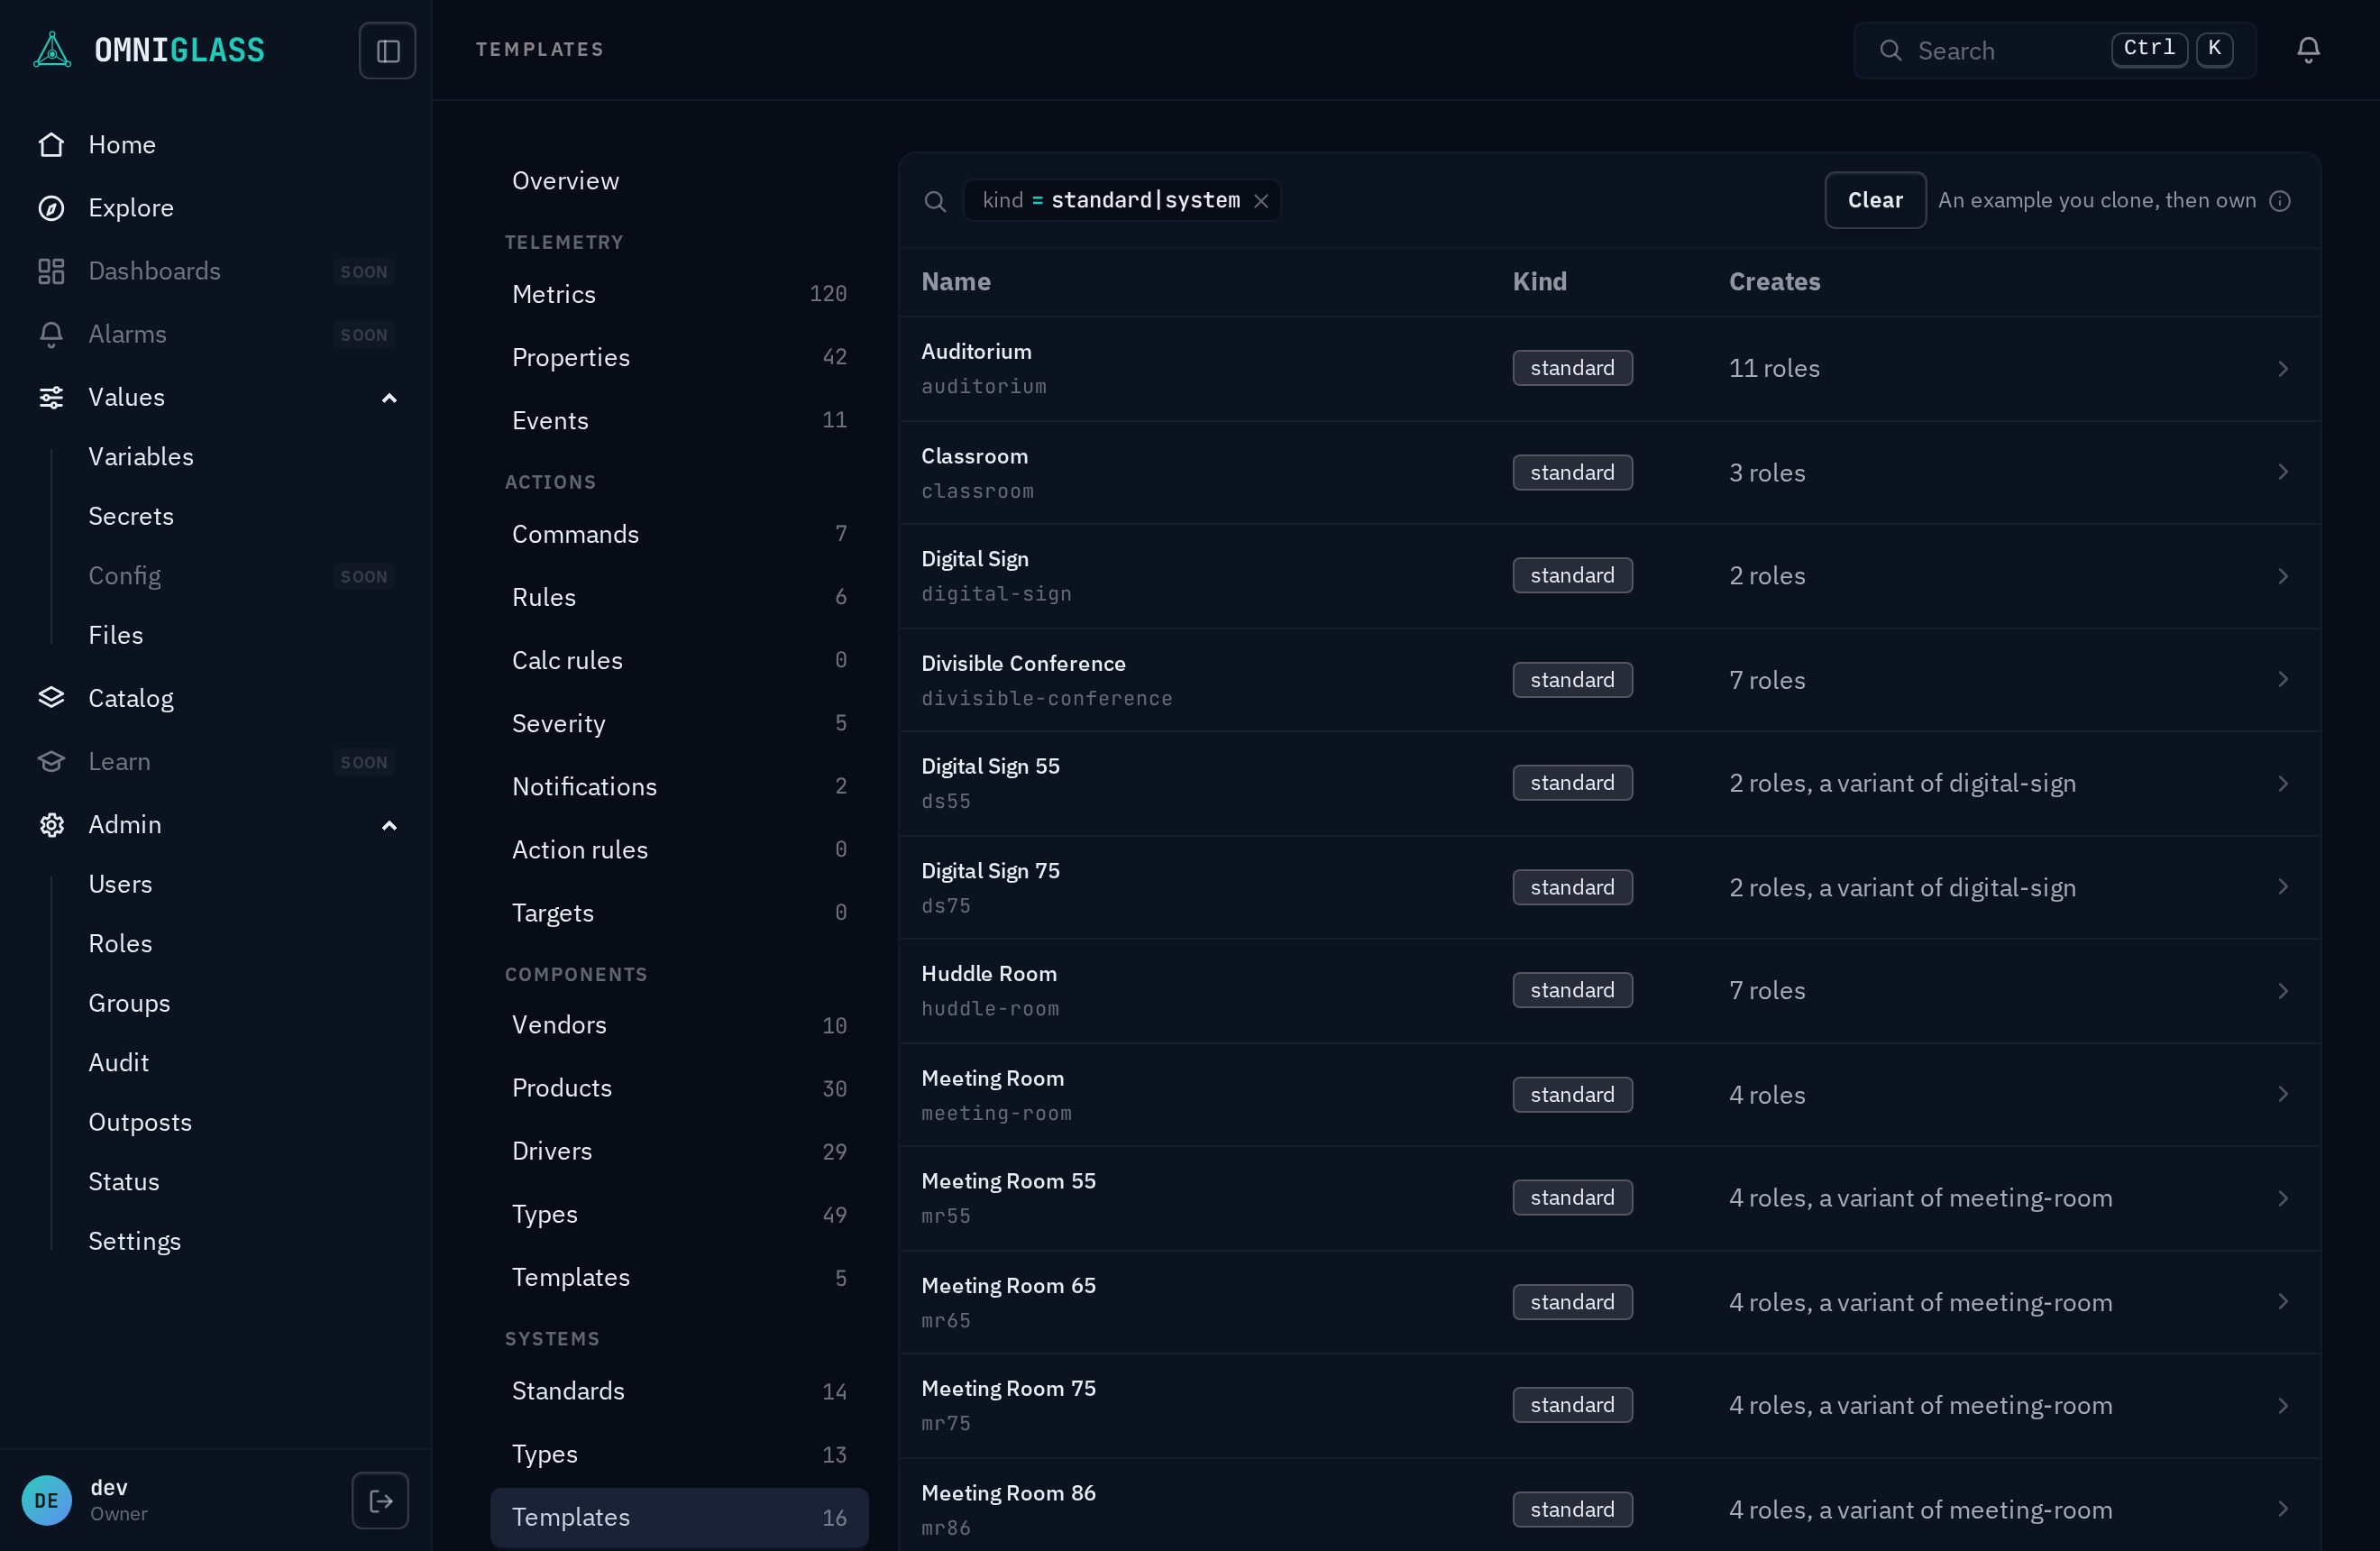 OMNIGLASS
Home
Explore
Dashboards SOON
Alarms SOON
Values
Variables
Secrets
Config SOON
Files
Catalog
Learn SOON
Admin
Users
Roles
Groups
Audit
Outposts
Status
Settings
DE dev
Owner
TEMPLATES
Search Ctrl K
Overview
TELEMETRY
Metrics 120
Properties 42
Events 11
ACTIONS
Commands 7
Rules 6
Calc rules 0
Severity 5
Notifications 2
Action rules 0
Targets 0
COMPONENTS
Vendors 10
Products 30
Drivers 29
Types 49
Templates 5
SYSTEMS
Standards 14
Types 13
Templates 16
kind = standard|system Clear An example you clone, then own
Name Kind Creates
Auditorium
auditorium
standard 11 roles
Classroom
classroom
standard 3 roles
Digital Sign
digital-sign
standard 2 roles
Divisible Conference
divisible-conference
standard 7 roles
Digital Sign 55
ds55
standard 2 roles, a variant of digital-sign
Digital Sign 75
ds75
standard 2 roles, a variant of digital-sign
Huddle Room
huddle-room
standard 7 roles
Meeting Room
meeting-room
standard 4 roles
Meeting Room 55
mr55
standard 4 roles, a variant of meeting-room
Meeting Room 65
mr65
standard 4 roles, a variant of meeting-room
Meeting Room 75
mr75
standard 4 roles, a variant of meeting-room
Meeting Room 86
mr86
standard 4 roles, a variant of meeting-room